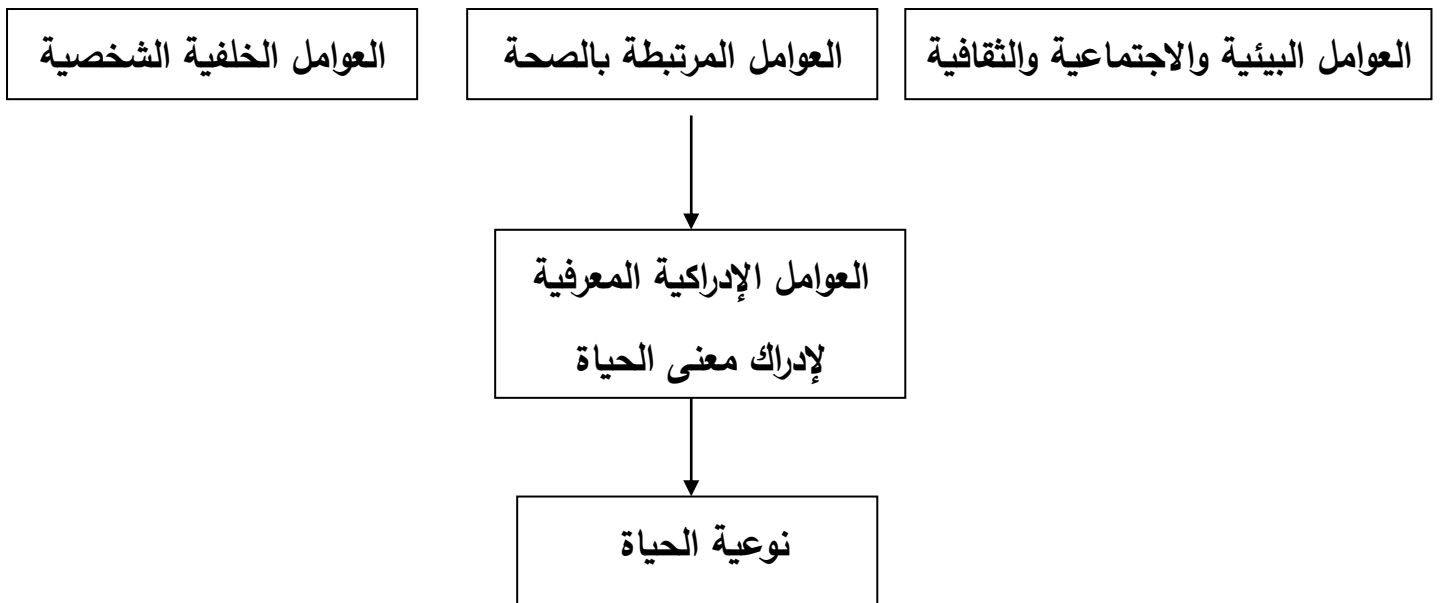 العوامل البيئية والاجتماعية والثقافية
العوامل المرتبطة بالصحة
العوامل الخلفية الشخصية
العوامل الإدراكية المعرفية
لإدراك معنى الحياة
نوعية الحياة